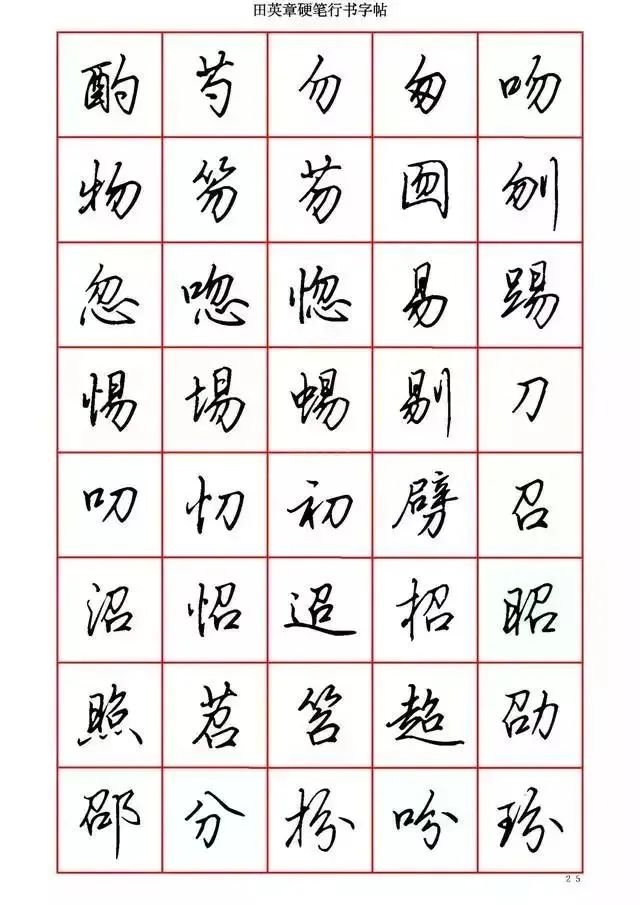 田英章硬笔行书字帖
酌芍勿匆吻
物笏芴囫刎
忽唿惚易踢
惕埸蜴剔刀
叨忉初劈召
沼怊迢招昭
照苕笤超劭
邵分扮吩玢
25